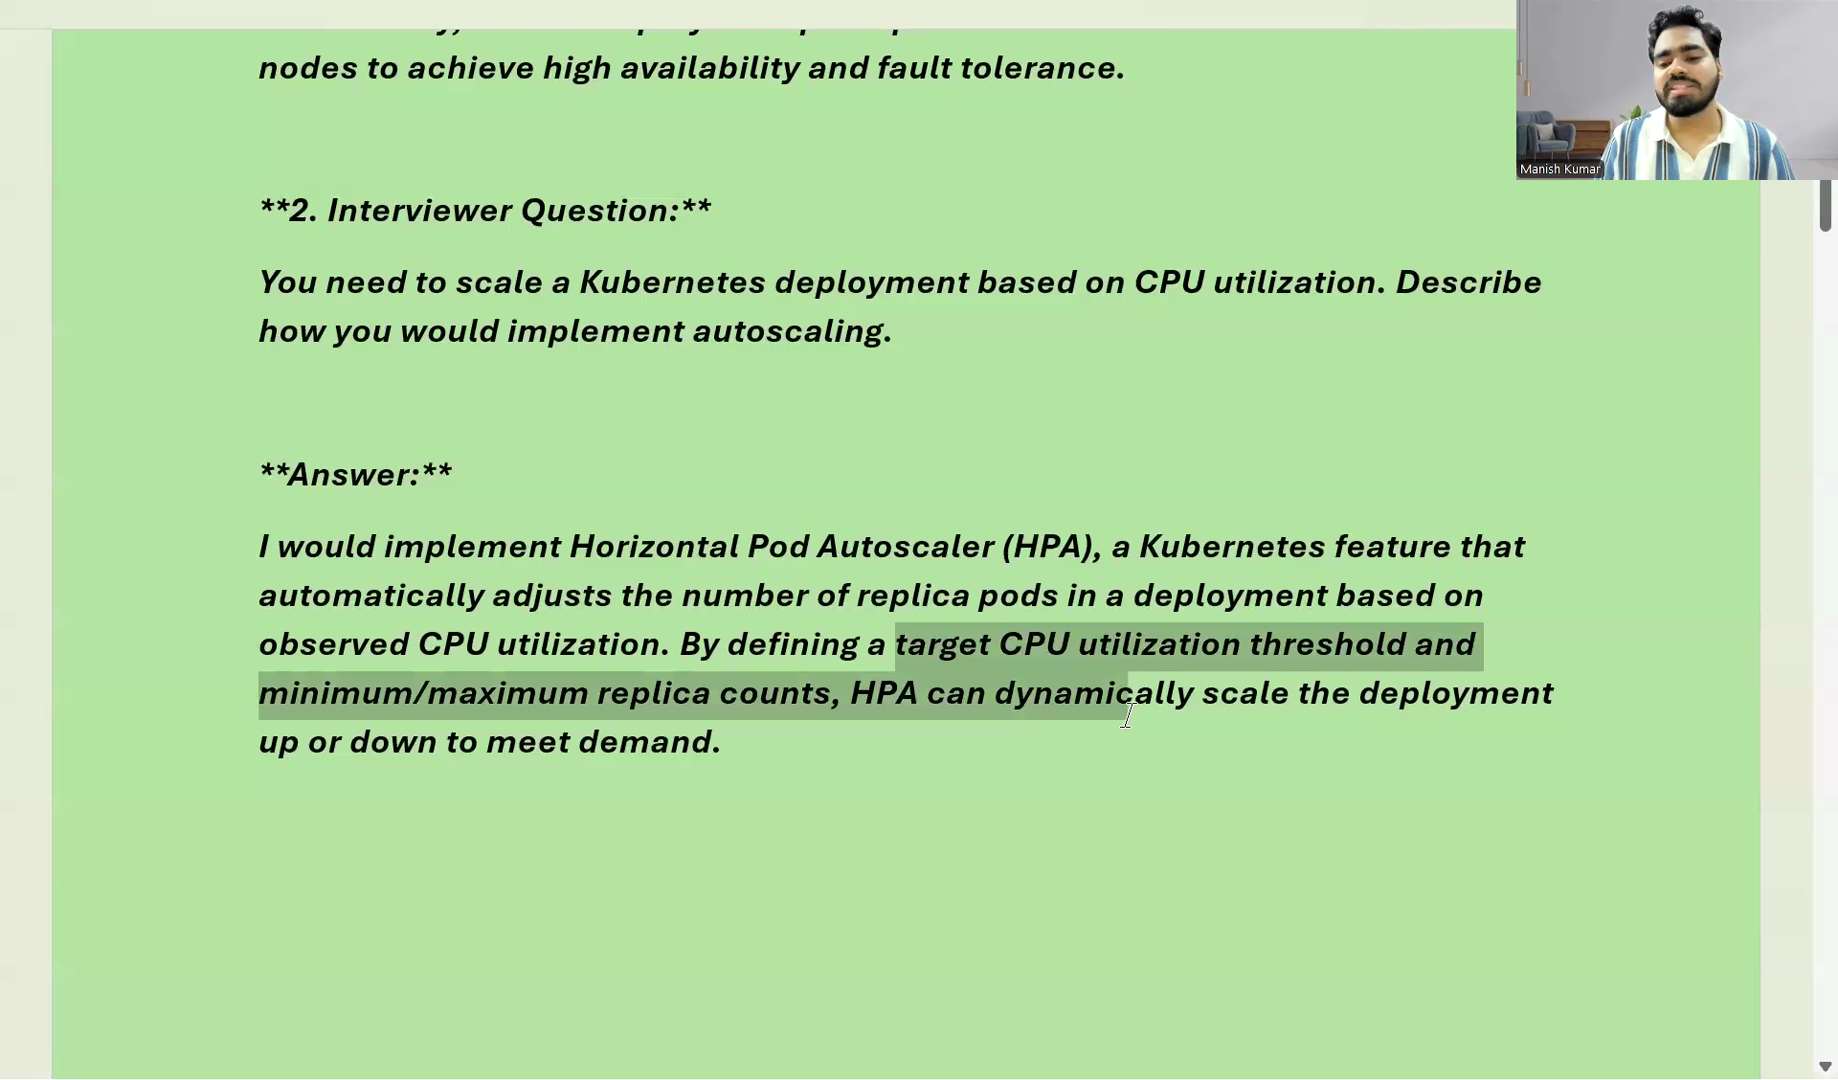 nodes to achieve high availability and fault tolerance.
Manish Kumar
**2. Interviewer Question:**
You need to scale a Kubernetes deployment based on CPU utilization. Describe
how you would implement autoscaling.
**Answer:**
I would implement Horizontal Pod Autoscaler (HPA), a Kubernetes feature that
automatically adjusts the number of replica pods in a deployment based on
observed CPU utilization. By defining a target CPU utilization threshold and
minimum/maximum replica counts, HPA can dynamically scale the deployment
up or down to meet demand.